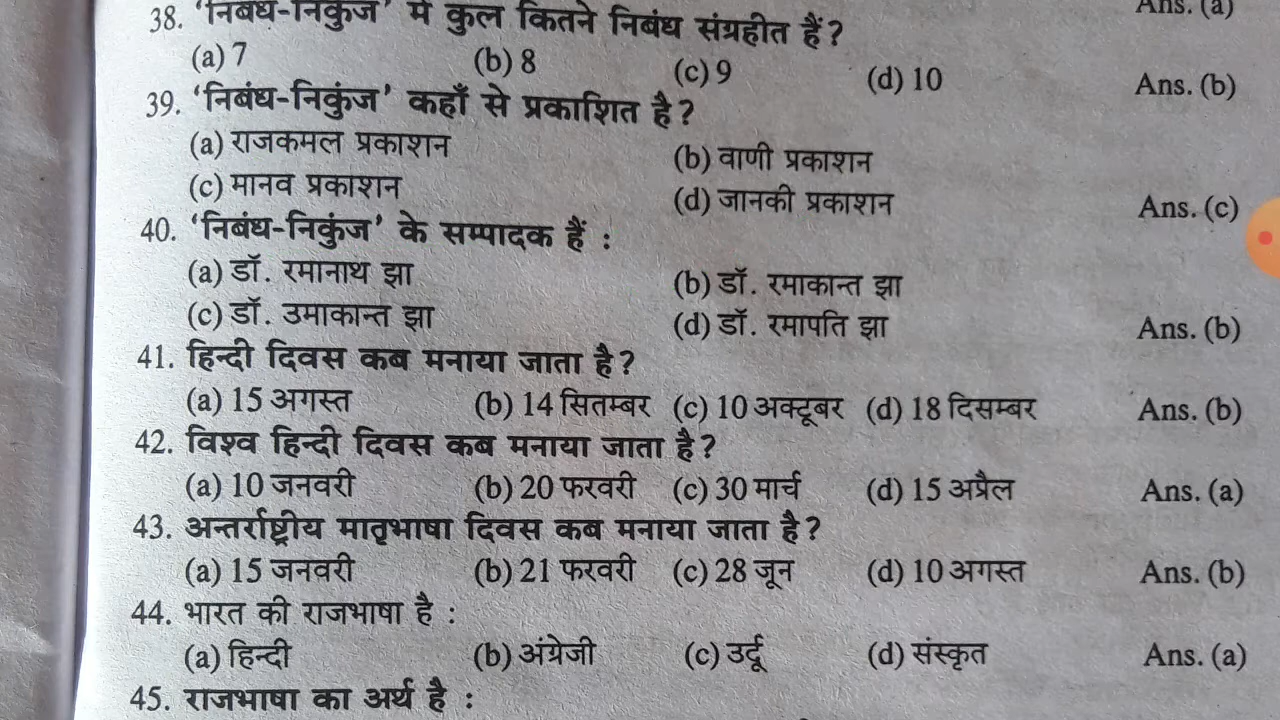 Ans. (a)
38. 'निबंध-निकुंज' में कुल कितने निबंध संग्रहीत हैं?
(a) 7 (b) 8 (c) 9 (d) 10 Ans. (b)
39. 'निबंध-निकुंज' कहाँ से प्रकाशित है?
(a) राजकमल प्रकाशन (b) वाणी प्रकाशन
(c) मानव प्रकाशन (d) जानकी प्रकाशन Ans. (c)
40. 'निबंध-निकुंज' के सम्पादक हैं :
(a) डॉ. रमानाथ झा (b) डॉ. रमाकान्त झा
(c) डॉ. उमाकान्त झा (d) डॉ. रमापति झा Ans. (b)
41. हिन्दी दिवस कब मनाया जाता है?
(a) 15 अगस्त (b) 14 सितम्बर (c) 10 अक्टूबर (d) 18 दिसम्बर Ans. (b)
42. विश्व हिन्दी दिवस कब मनाया जाता है?
(a) 10 जनवरी (b) 20 फरवरी (c) 30 मार्च (d) 15 अप्रैल Ans. (a)
43. अन्तर्राष्ट्रीय मातृभाषा दिवस कब मनाया जाता है?
(a) 15 जनवरी (b) 21 फरवरी (c) 28 जून (d) 10 अगस्त Ans. (b)
44. भारत की राजभाषा है :
(a) हिन्दी (b) अंग्रेजी (c) उर्दू (d) संस्कृत Ans. (a)
45. राजभाषा का अर्थ है :